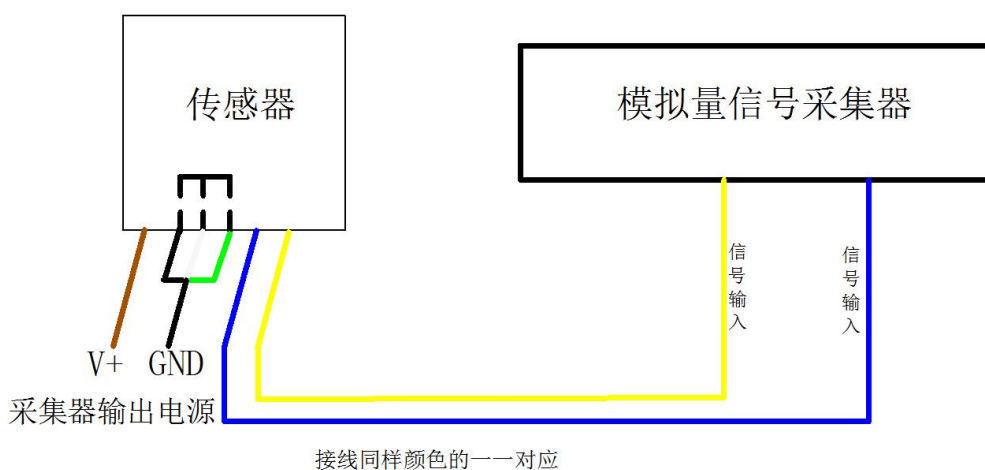 传感器
模拟量信号采集器
信号输入
信号输入
V+ GND
采集器输出电源
接线同样颜色的一一对应